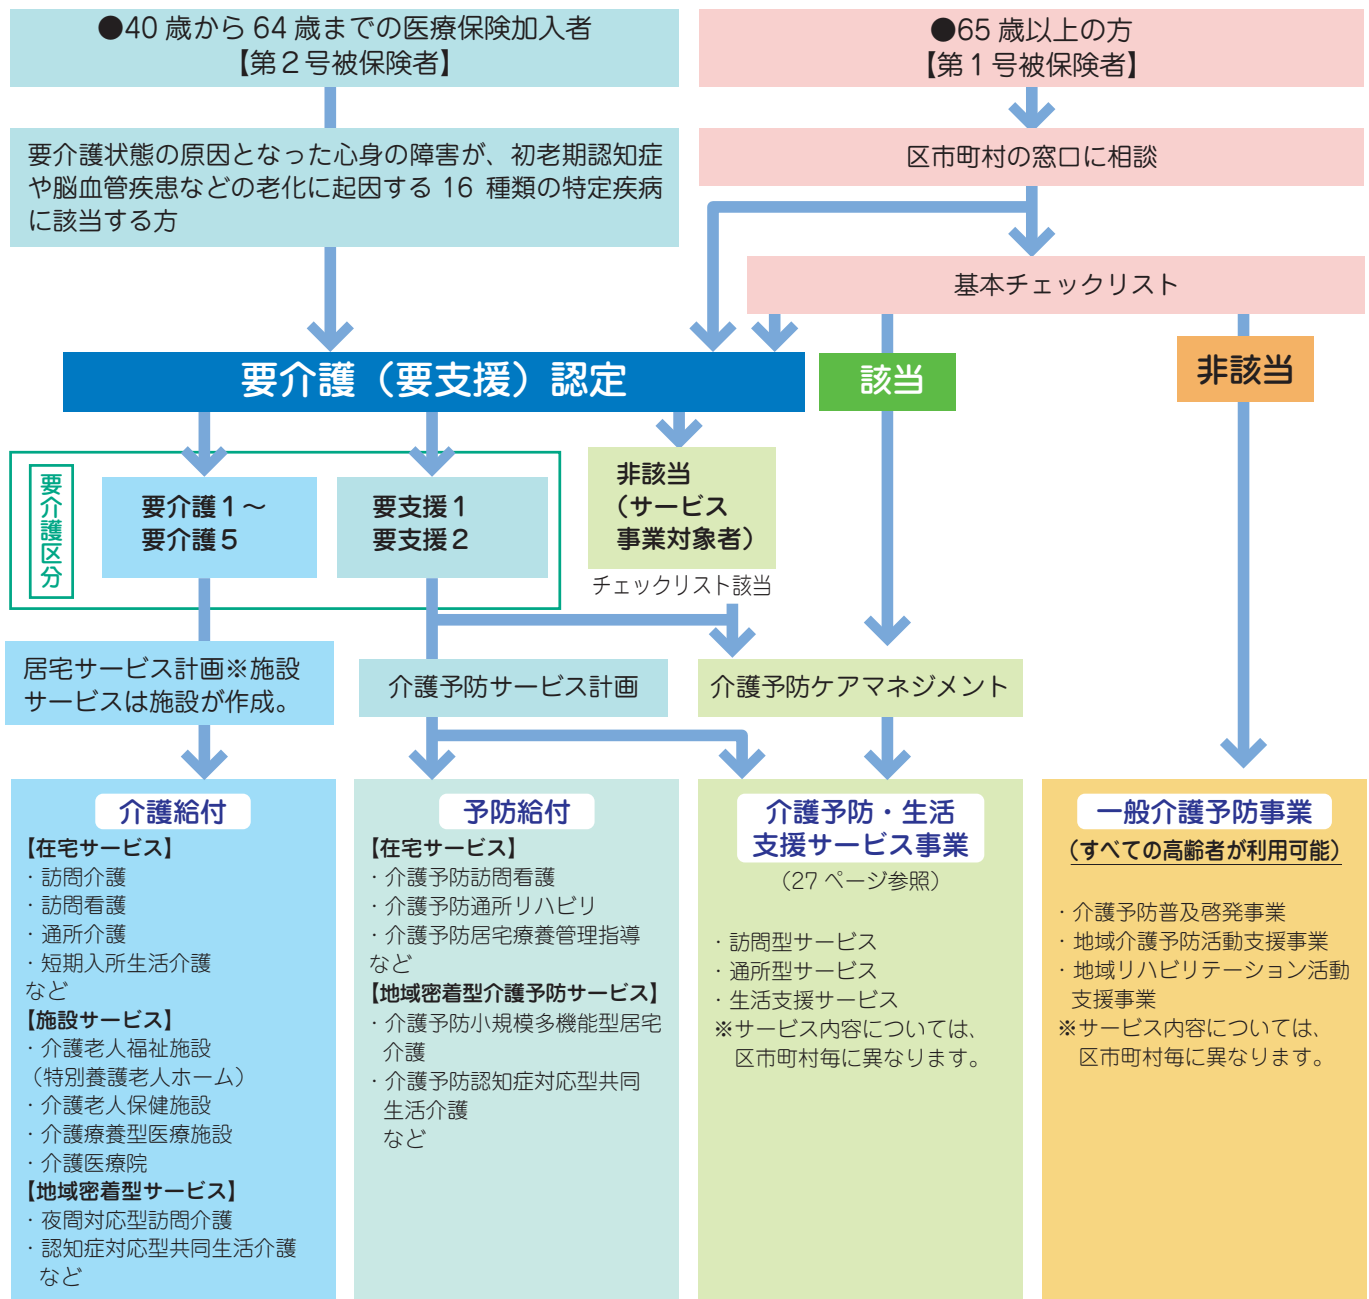 ●40 歳から 64 歳までの医療保険加入者
【第２号被保険者】
●65 歳以上の方
【第１号被保険者】
要介護状態の原因となった心身の障害が、初老期認知症
や脳血管疾患などの老化に起因する 16 種類の特定疾病
に該当する方
区市町村の窓口に相談
基本チェックリスト
要介護（要支援）認定
該当
非該当
要介護区分
要介護１～
要介護５
要支援１
要支援２
非該当
（サービス
事業対象者）
チェックリスト該当
居宅サービス計画※施設
サービスは施設が作成。
介護予防サービス計画
介護予防ケアマネジメント
介護給付
【在宅サービス】
・訪問介護
・訪問看護
・通所介護
・短期入所生活介護
など
【施設サービス】
・介護老人福祉施設
（特別養護老人ホーム）
・介護老人保健施設
・介護療養型医療施設
・介護医療院
【地域密着型サービス】
・夜間対応型訪問介護
・認知症対応型共同生活介護
など
予防給付
【在宅サービス】
・介護予防訪問看護
・介護予防通所リハビリ
・介護予防居宅療養管理指導
など
【地域密着型介護予防サービス】
・介護予防小規模多機能型居宅
介護
・介護予防認知症対応型共同
生活介護
など
介護予防・生活
支援サービス事業
（27 ページ参照）
・訪問型サービス
・通所型サービス
・生活支援サービス
※サービス内容については、
区市町村毎に異なります。
一般介護予防事業
（すべての高齢者が利用可能）
・介護予防普及啓発事業
・地域介護予防活動支援事業
・地域リハビリテーション活動
支援事業
※サービス内容については、
区市町村毎に異なります。